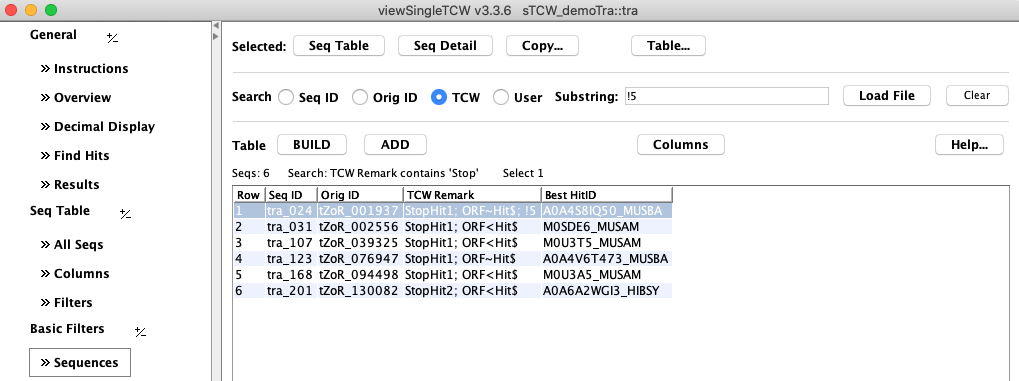 viewSingleTCW v3.3.6 sTCW_demoTra::tra
General +/-
>> Instructions
>> Overview
>> Decimal Display
>> Find Hits
>> Results
Seq Table +/-
>> All Seqs
>> Columns
>> Filters
Basic Filters +/-
>> Sequences
Selected: Seq Table Seq Detail Copy... Table...
Search Seq ID Orig ID TCW User Substring: !5 Load File Clear
Table BUILD ADD Columns Help...
Seqs: 6 Search: TCW Remark contains 'Stop' Select 1
Row Seq ID Orig ID TCW Remark Best HitID
1 tra_024 tZoR_001937 StopHit1; ORF~Hit$; !5 A0A4S8IQ50_MUSBA
2 tra_031 tZoR_002556 StopHit1; ORF<Hit$ M0SDE6_MUSAM
3 tra_107 tZoR_039325 StopHit1; ORF<Hit$ M0U3T5_MUSAM
4 tra_123 tZoR_076947 StopHit1; ORF~Hit$ A0A4V6T473_MUSBA
5 tra_168 tZoR_094498 StopHit1; ORF<Hit$ M0U3A5_MUSAM
6 tra_201 tZoR_130082 StopHit2; ORF<Hit$ A0A6A2WGI3_HIBSY